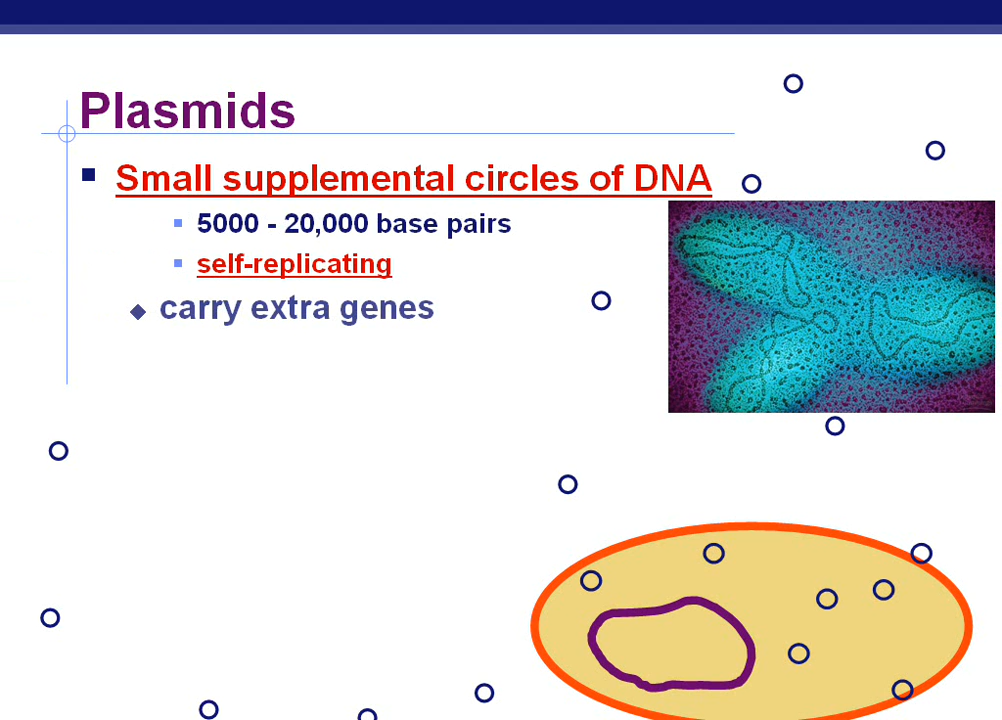 Plasmids
Small supplemental circles of DNA
5000 - 20,000 base pairs
self-replicating
carry extra genes